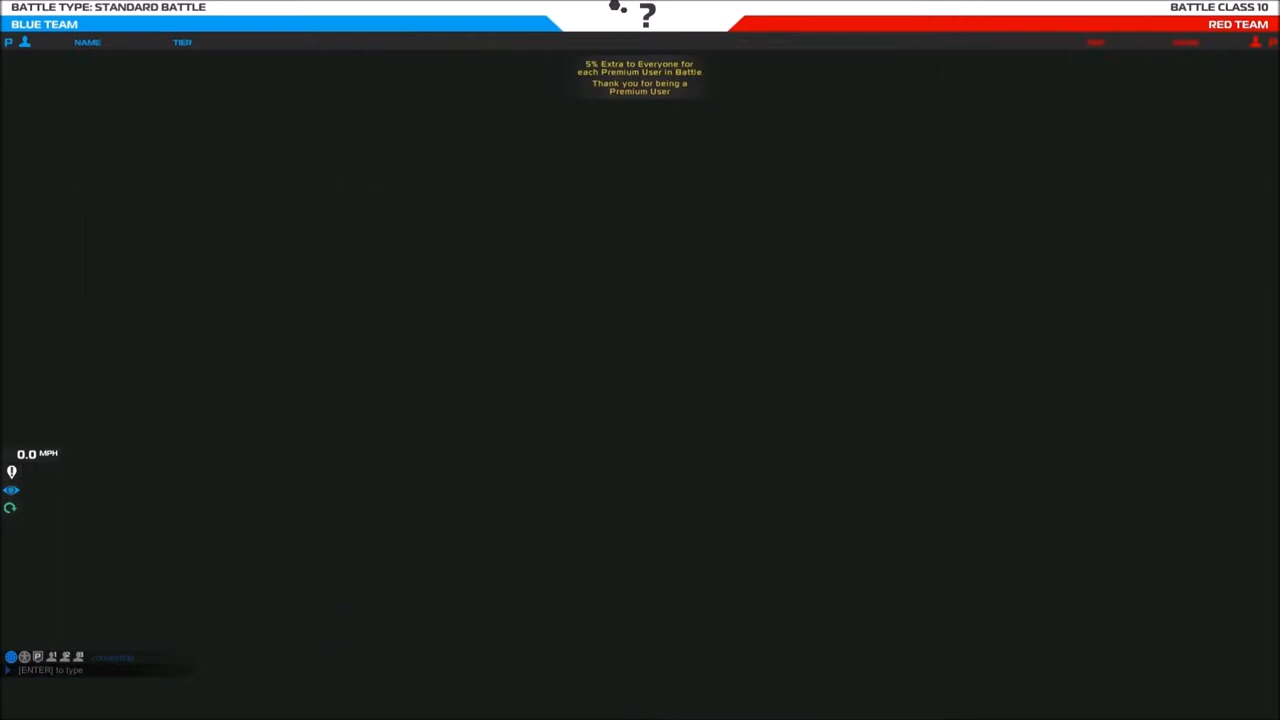 BATTLE TYPE: STANDARD BATTLE
BATTLE CLASS 10
?
BLUE TEAM
RED TEAM
P NAME TIER
P
5% Extra to Everyone for
each Premium User in Battle
Thank you for being a
Premium User
0.0 MPH
P connecting
[ENTER] to type